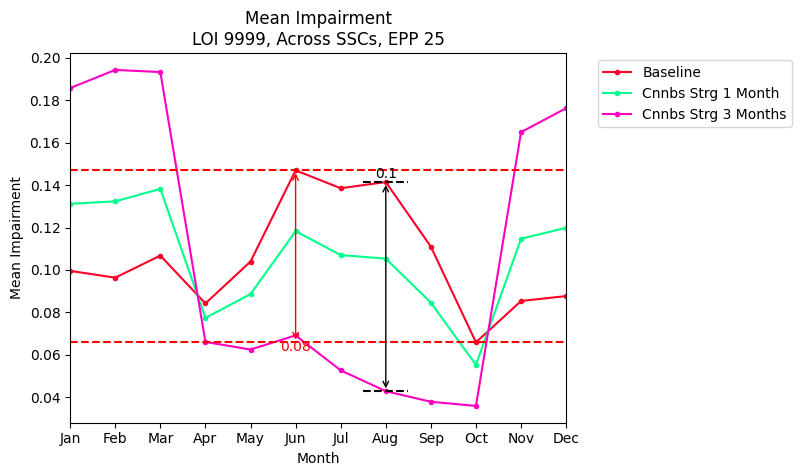 Mean Impairment
LOI 9999, Across SSCs, EPP 25
Mean Impairment
0.20
0.18
0.16
0.14
0.12
0.10
0.08
0.06
0.04
0.1
0.08
Jan Feb Mar Apr May Jun Jul Aug Sep Oct Nov Dec
Month
Baseline
Cnnbs Strg 1 Month
Cnnbs Strg 3 Months